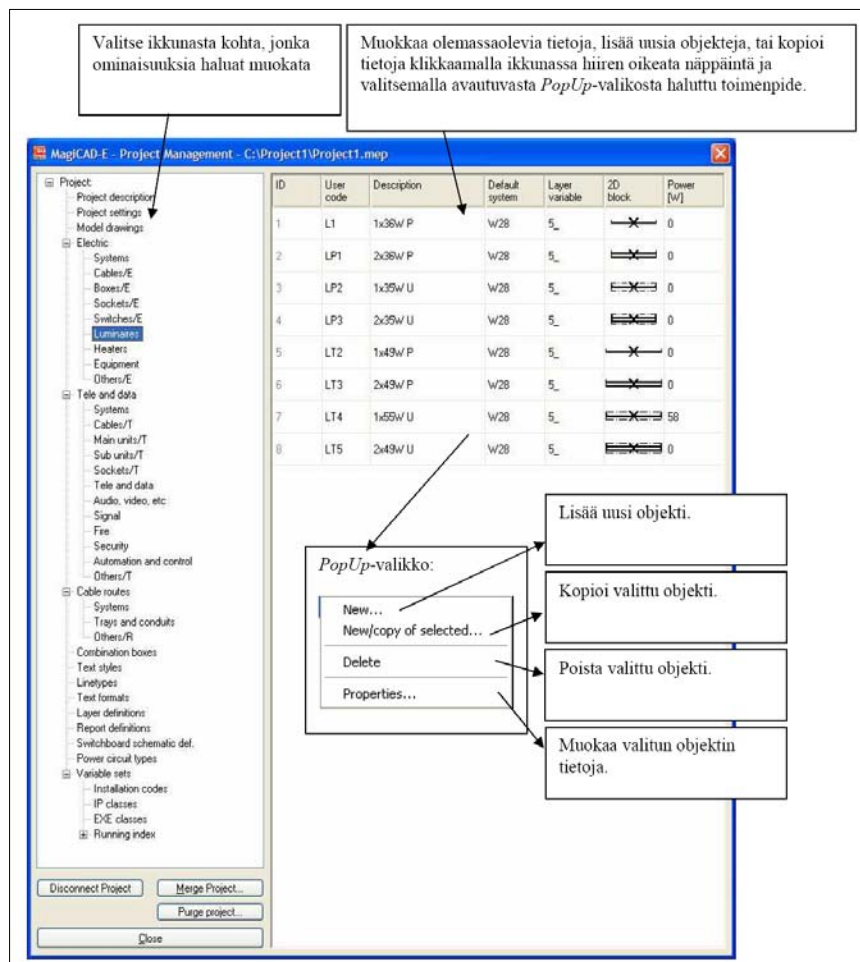 Valitse ikkunasta kohta, jonka
ominaisuuksia haluat muokata
Muokkaa olemassaolevia tietoja, lisää uusia objekteja, tai kopioi
tietoja klikkaamalla ikkunassa hiiren oikeata näppäintä ja
valitsemalla avautuvasta PopUp-valikosta haluttu toimenpide.
MagiCAD-E - Project Management - C:\Project1\Project1.mep
Project
Project description
Project settings
Model drawings
Electric
Systems
Cables/E
Boxes/E
Sockets/E
Switches/E
Luminaires
Heaters
Equipment
Others/E
Tele and data
Systems
Cables/T
Main units/T
Sub units/T
Sockets/T
Tele and data
Audio, video, etc
Signal
Fire
Security
Automation and control
Others/T
Cable routes
Systems
Trays and conduits
Others/R
Combination boxes
Text styles
Linetypes
Text formats
Layer definitions
Report definitions
Switchboard schematic def.
Power circuit types
Variable sets
Installation codes
IP classes
EXE classes
Running index
Disconnect Project Merge Project...
Purge project...
Close
ID User code Description Default system Layer variable 2D block Power [W]
1 L1 1x36W P W28 5_ 0
2 LP1 2x36W P W28 5_ 0
3 LP2 1x35W U W28 5_ 0
4 LP3 2x35W U W28 5_ 0
5 LT2 1x49W P W28 5_ 0
6 LT3 2x49W P W28 5_ 0
7 LT4 1x55W U W28 5_ 58
8 LT5 2x49W U W28 5_ 0
PopUp-valikko:
New...
New/copy of selected...
Delete
Properties...
Lisää uusi objekti.
Kopioi valittu objekti.
Poista valittu objekti.
Muokaa valitun objektin
tietoja.